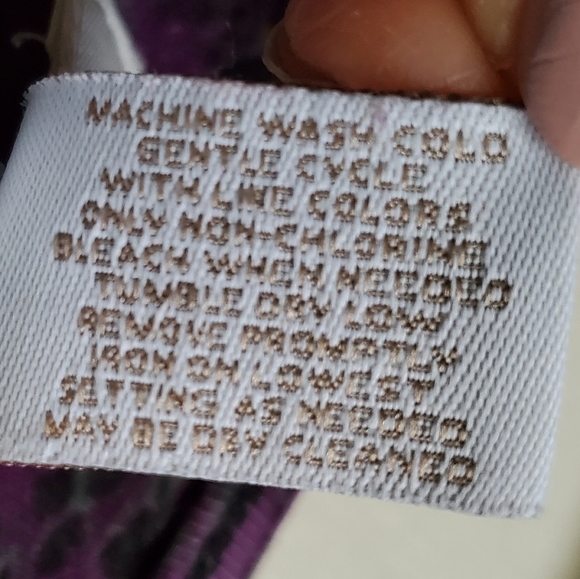 MACHINE WASH COLD
GENTLE CYCLE
WITH LIKE COLORS
ONLY NON-CHLORINE
BLEACH WHEN NEEDED
TUMBLE DRY LOW
REMOVE PROMPTLY
IRON ON LOWEST
SETTING AS NEEDED
MAY BE DRY CLEANED